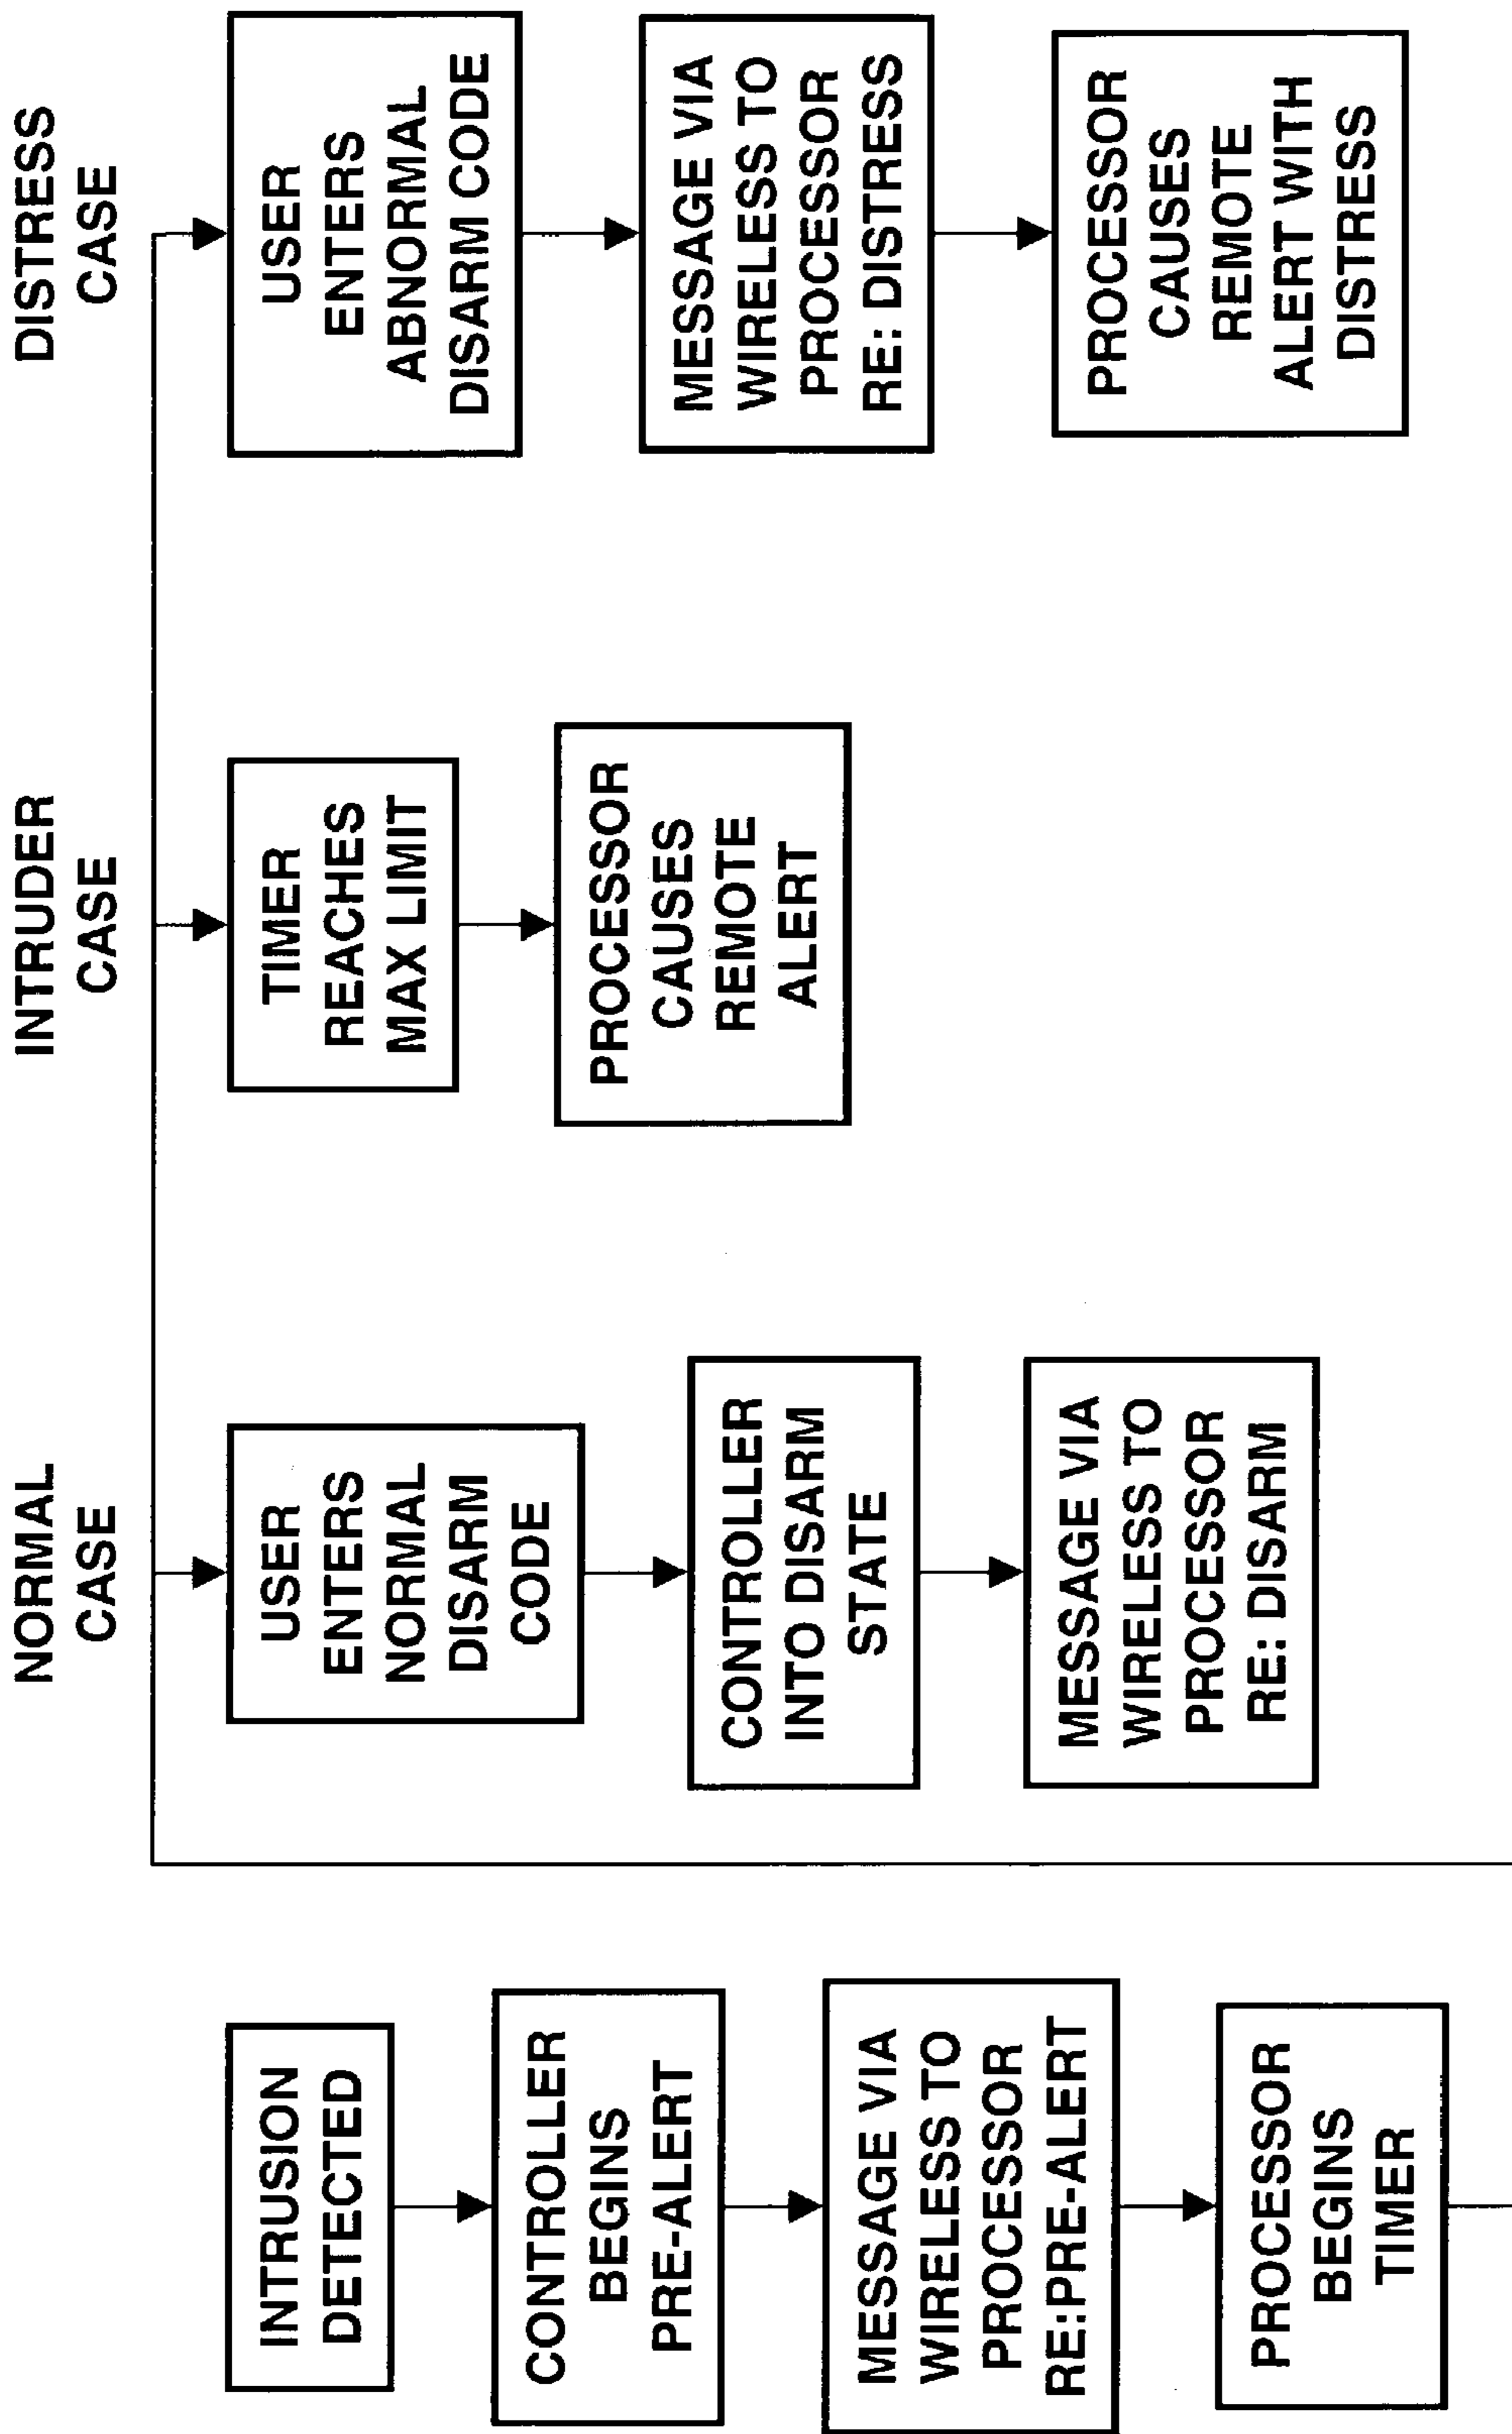 INTRUSION
DETECTED
CONTROLLER
BEGINS
PRE-ALERT
MESSAGE VIA
WIRELESS TO
PROCESSOR
RE:PRE-ALERT
PROCESSOR
BEGINS
TIMER
NORMAL
CASE
USER
ENTERS
NORMAL
DISARM
CODE
CONTROLLER
INTO DISARM
STATE
MESSAGE VIA
WIRELESS TO
PROCESSOR
RE: DISARM
INTRUDER
CASE
TIMER
REACHES
MAX LIMIT
PROCESSOR
CAUSES
REMOTE
ALERT
DISTRESS
CASE
USER
ENTERS
ABNORMAL
DISARM CODE
MESSAGE VIA
WIRELESS TO
PROCESSOR
RE: DISTRESS
PROCESSOR
CAUSES
REMOTE
ALERT WITH
DISTRESS